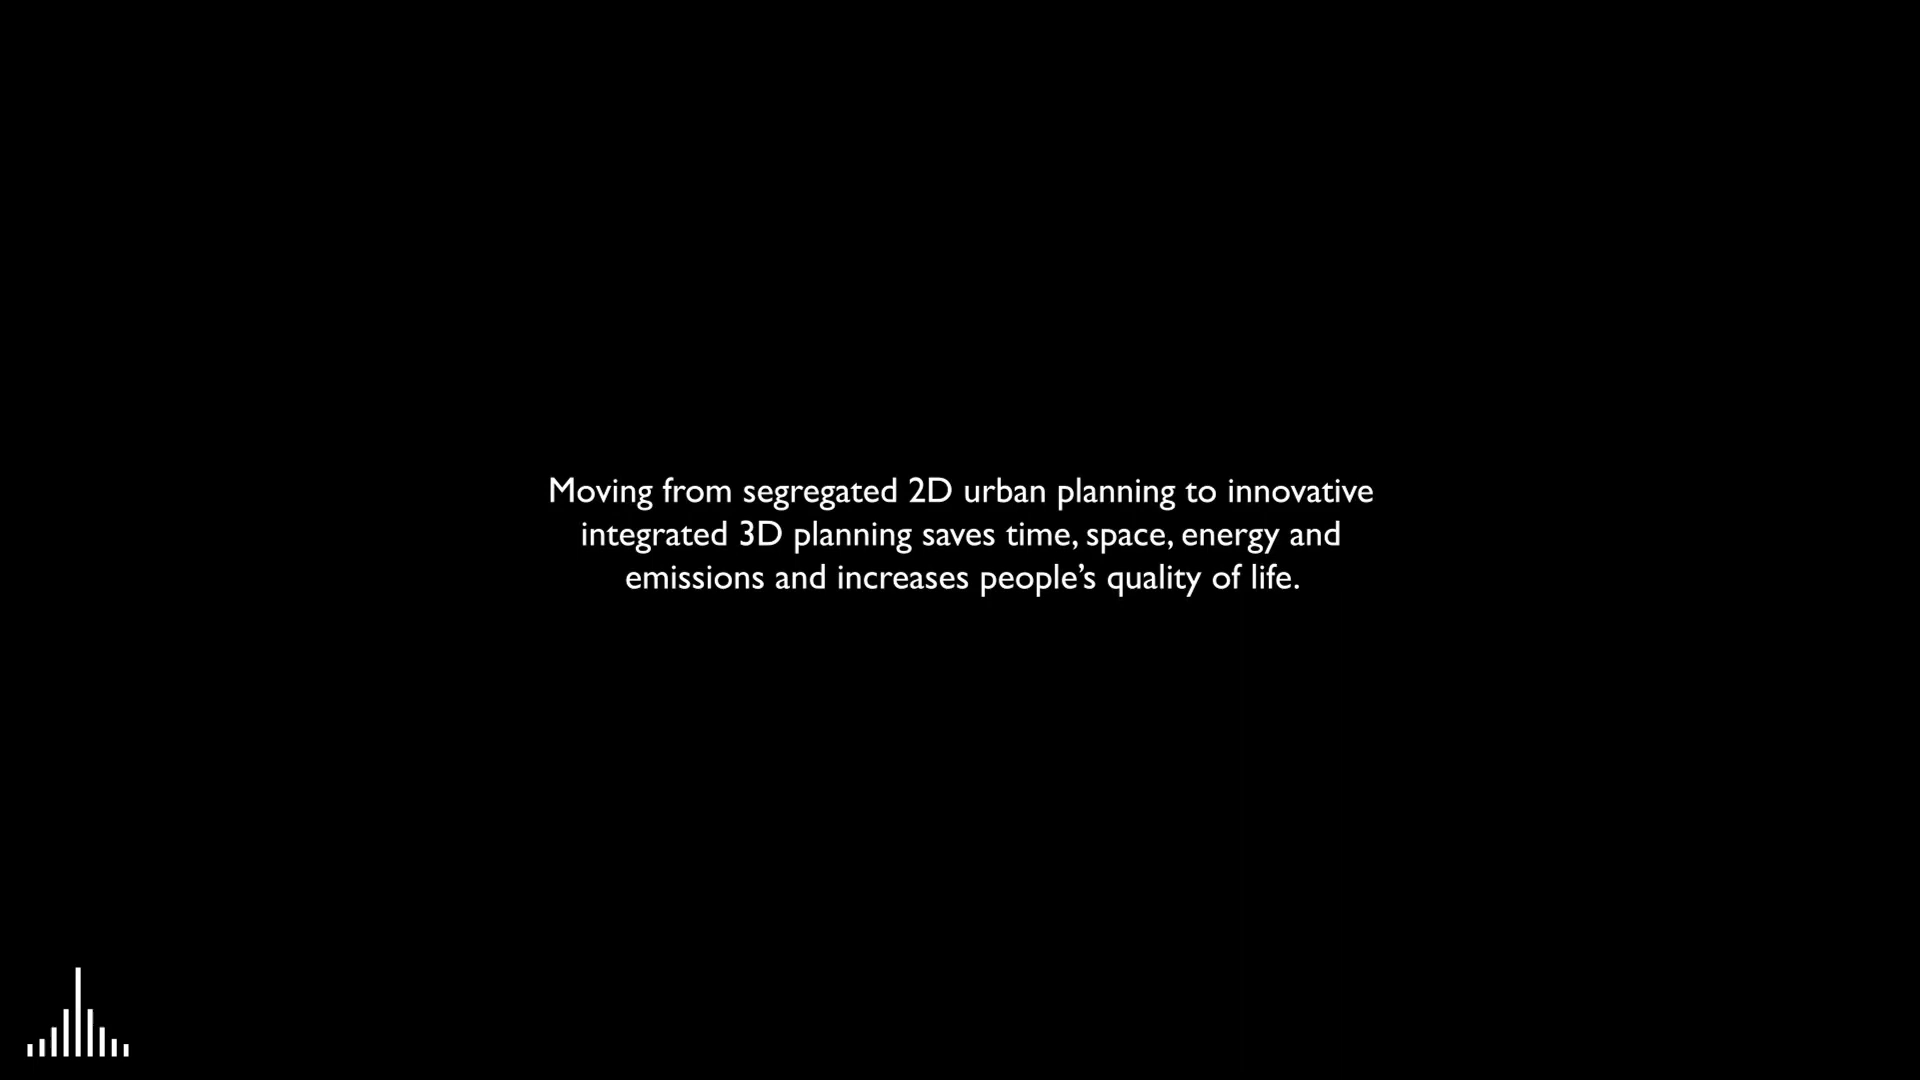 Moving from segregated 2D urban planning to innovative
integrated 3D planning saves time, space, energy and
emissions and increases people’s quality of life.